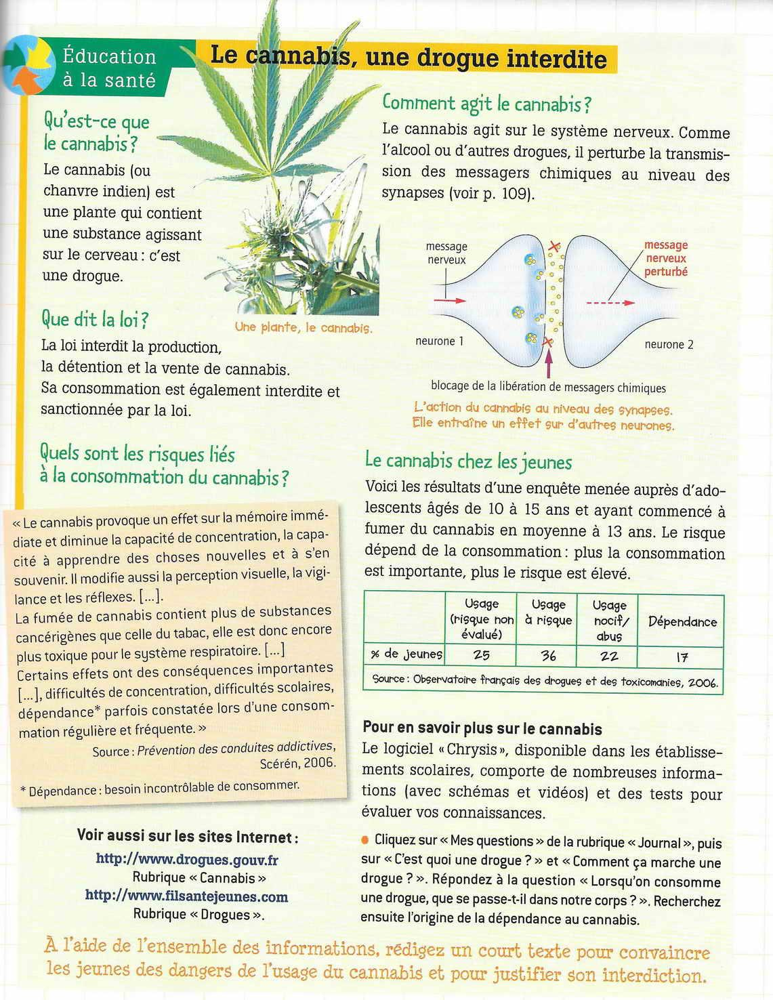 Éducation
à la santé
Le cannabis, une drogue interdite
Qu'est-ce que
le cannabis ?
Le cannabis (ou
chanvre indien) est
une plante qui contient
une substance agissant
sur le cerveau : c'est
une drogue.
Une plante, le cannabis.
Que dit la loi ?
La loi interdit la production,
la détention et la vente de cannabis.
Sa consommation est également interdite et
sanctionnée par la loi.
Quels sont les risques liés
à la consommation du cannabis ?
« Le cannabis provoque un effet sur la mémoire immé-
diate et diminue la capacité de concentration, la capa-
cité à apprendre des choses nouvelles et à s'en
souvenir. Il modifie aussi la perception visuelle, la vigi-
lance et les réflexes. [...].
La fumée de cannabis contient plus de substances
cancérigènes que celle du tabac, elle est donc encore
plus toxique pour le système respiratoire. [...]
Certains effets ont des conséquences importantes
[...], difficultés de concentration, difficultés scolaires,
dépendance* parfois constatée lors d'une consom-
mation régulière et fréquente. »
Source : Prévention des conduites addictives,
Scérén, 2006.
* Dépendance : besoin incontrôlable de consommer.
Voir aussi sur les sites Internet :
http://www.drogues.gouv.fr
Rubrique « Cannabis »
http://www.filsantejeunes.com
Rubrique « Drogues ».
Comment agit le cannabis ?
Le cannabis agit sur le système nerveux. Comme
l'alcool ou d'autres drogues, il perturbe la transmis-
sion des messagers chimiques au niveau des
synapses (voir p. 109).
message
nerveux
message
nerveux
perturbé
neurone 1
neurone 2
blocage de la libération de messagers chimiques
L'action du cannabis au niveau des synapses.
Elle entraîne un effet sur d'autres neurones.
Le cannabis chez les jeunes
Voici les résultats d'une enquête menée auprès d'ado-
lescents âgés de 10 à 15 ans et ayant commencé à
fumer du cannabis en moyenne à 13 ans. Le risque
dépend de la consommation : plus la consommation
est importante, plus le risque est élevé.
Usage
(risque non
évalué)
Usage
à risque
Usage
nocif/
abus
Dépendance
% de jeunes 25 36 22 17
Source : Observatoire français des drogues et des toxicomanies, 2006.
Pour en savoir plus sur le cannabis
Le logiciel « Chrysis », disponible dans les établisse-
ments scolaires, comporte de nombreuses informa-
tions (avec schémas et vidéos) et des tests pour
évaluer vos connaissances.
● Cliquez sur « Mes questions » de la rubrique « Journal », puis
sur « C'est quoi une drogue ? » et « Comment ça marche une
drogue ? ». Répondez à la question « Lorsqu'on consomme
une drogue, que se passe-t-il dans notre corps ? ». Recherchez
ensuite l'origine de la dépendance au cannabis.
À l'aide de l'ensemble des informations, rédigez un court texte pour convaincre
les jeunes des dangers de l'usage du cannabis et pour justifier son interdiction.